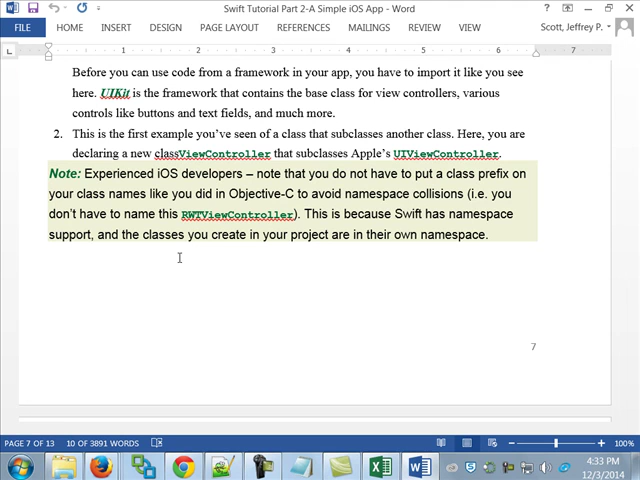 Swift Tutorial Part 2-A Simple iOS App - Word
FILE HOME INSERT DESIGN PAGE LAYOUT REFERENCES MAILINGS REVIEW VIEW Scott, Jeffrey P.
1 2 3 4 5 6 7
Before you can use code from a framework in your app, you have to import it like you see
here. UIKit is the framework that contains the base class for view controllers, various
controls like buttons and text fields, and much more.
2. This is the first example you’ve seen of a class that subclasses another class. Here, you are
declaring a new classViewController that subclasses Apple’s UIViewController.
Note: Experienced iOS developers – note that you do not have to put a class prefix on
your class names like you did in Objective-C to avoid namespace collisions (i.e. you
don’t have to name this RWTViewController). This is because Swift has namespace
support, and the classes you create in your project are in their own namespace.
7
PAGE 7 OF 13 10 OF 3891 WORDS 100%
4:33 PM
12/3/2014